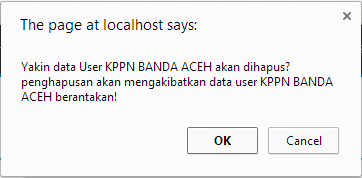 The page at localhost says:
Yakin data User KPPN BANDA ACEH akan dihapus?
penghapusan akan mengakibatkan data user KPPN BANDA
ACEH berantakan!
OK
Cancel